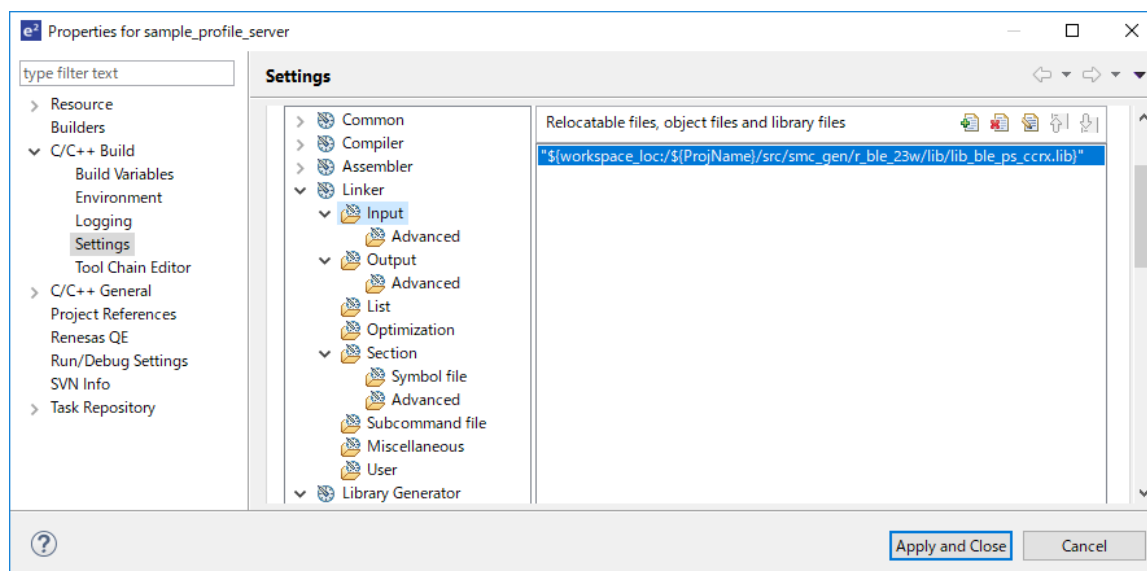 e² Properties for sample_profile_server
type filter text
Resource
Builders
C/C++ Build
Build Variables
Environment
Logging
Settings
Tool Chain Editor
C/C++ General
Project References
Renesas QE
Run/Debug Settings
SVN Info
Task Repository
Settings
Common
Compiler
Assembler
Linker
Input
Advanced
Output
Advanced
List
Optimization
Section
Symbol file
Advanced
Subcommand file
Miscellaneous
User
Library Generator
Relocatable files, object files and library files
"${workspace_loc:/${ProjName}/src/smc_gen/r_ble_23w/lib/lib_ble_ps_ccrx.lib}"
?
Apply and Close
Cancel